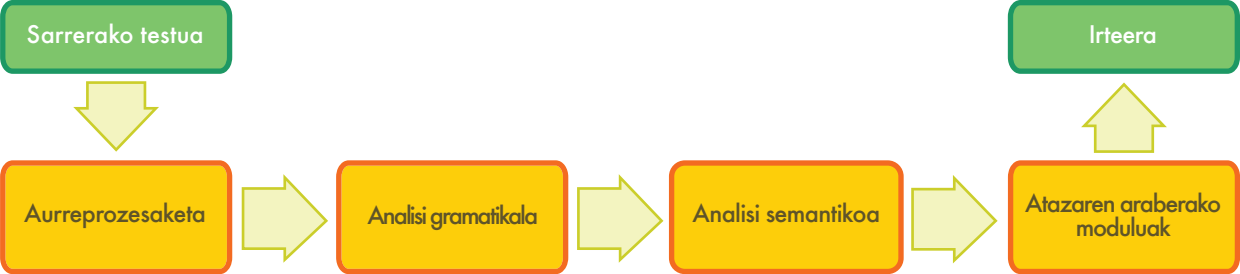 Sarrerako testua
Irteera
Aurreprozesaketa
Analisi gramatikala
Analisi semantikoa
Atazaren araberako
moduluak